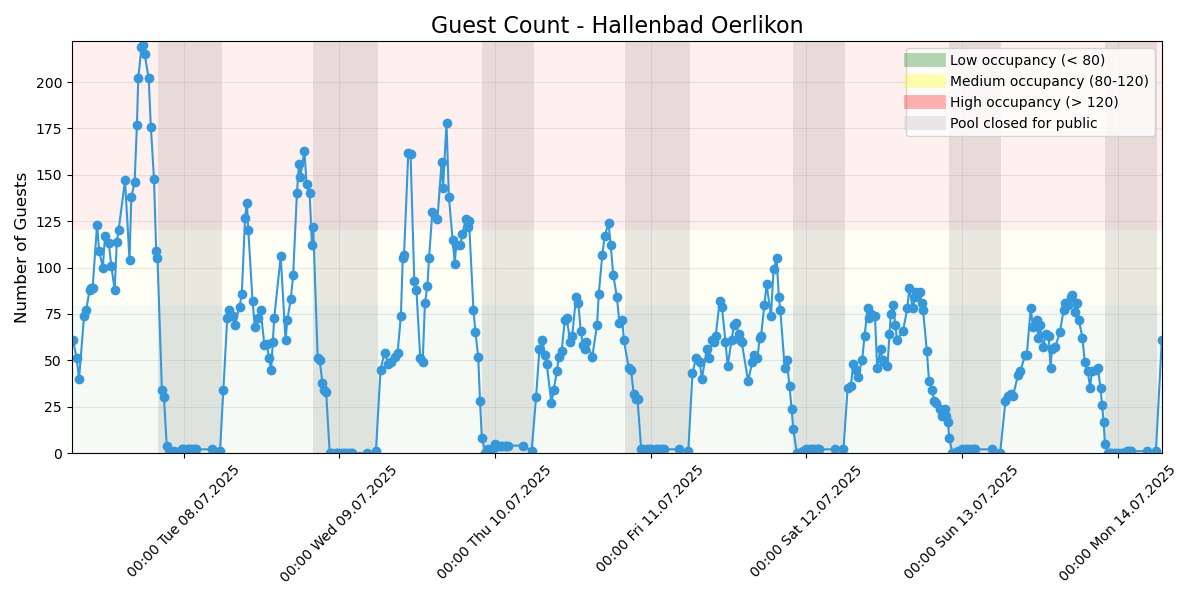 Guest Count - Hallenbad Oerlikon
Number of Guests
200
175
150
125
100
75
50
25
0
Low occupancy (< 80)
Medium occupancy (80-120)
High occupancy (> 120)
Pool closed for public
00:00 Tue 08.07.2025
00:00 Wed 09.07.2025
00:00 Thu 10.07.2025
00:00 Fri 11.07.2025
00:00 Sat 12.07.2025
00:00 Sun 13.07.2025
00:00 Mon 14.07.2025